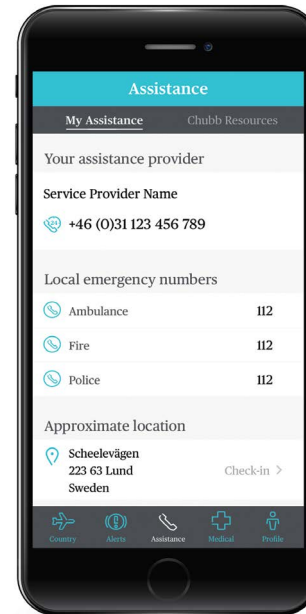 Assistance
My Assistance Chubb Resources
Your assistance provider
Service Provider Name
24 +46 (0)31 123 456 789
Local emergency numbers
Ambulance 112
Fire 112
Police 112
Approximate location
Scheelevägen
223 63 Lund Check-in >
Sweden
Country Alerts Assistance Medical Profile